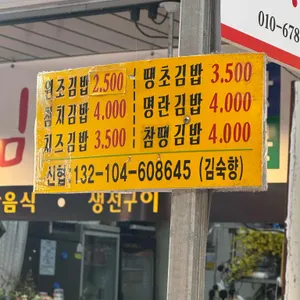 010-678
원조김밥 2.500 땡초김밥 3.500
참치김밥 4.000 명란김밥 4.000
치즈김밥 3.500 참땡김밥 4.000
신협:132-104-608645 (김숙향)
김
음식 · 생선구이